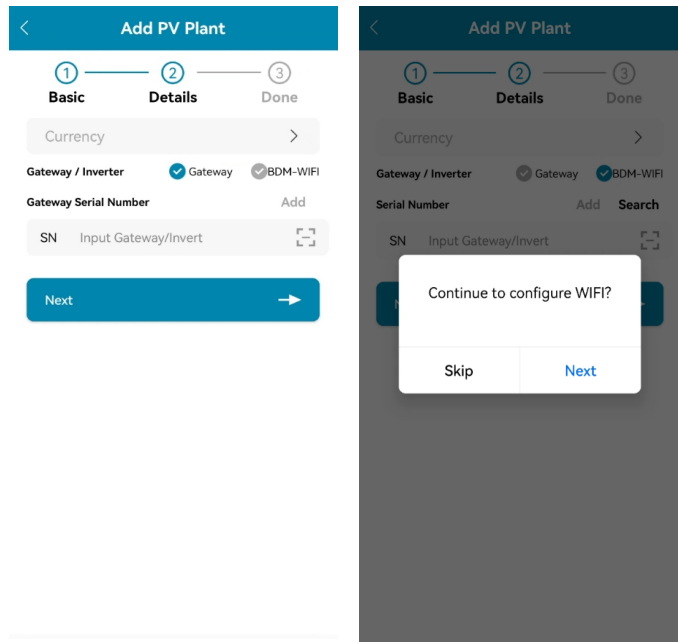 Add PV Plant
1 2 3
Basic Details Done
Currency
Gateway / Inverter Gateway BDM-WIFI
Gateway Serial Number Add
SN Input Gateway/Invert
Next
Add PV Plant
1 2 3
Basic Details Done
Currency
Gateway / Inverter Gateway BDM-WIFI
Serial Number Add Search
SN Input Gateway/Invert
Continue to configure WIFI?
Skip Next